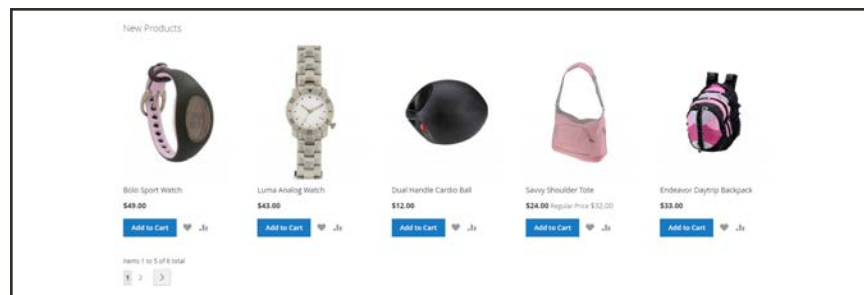 New Products
Bolo Sport Watch
Luma Analog Watch
Dual Handle Cardio Ball
Savvy Shoulder Tote
Endeavor Daytrip Backpack
$49.00
$43.00
$12.00
$24.00 Regular Price $32.00
$33.00
Add to Cart
Add to Cart
Add to Cart
Add to Cart
Add to Cart
Items 1 to 5 of 8 total
1 2